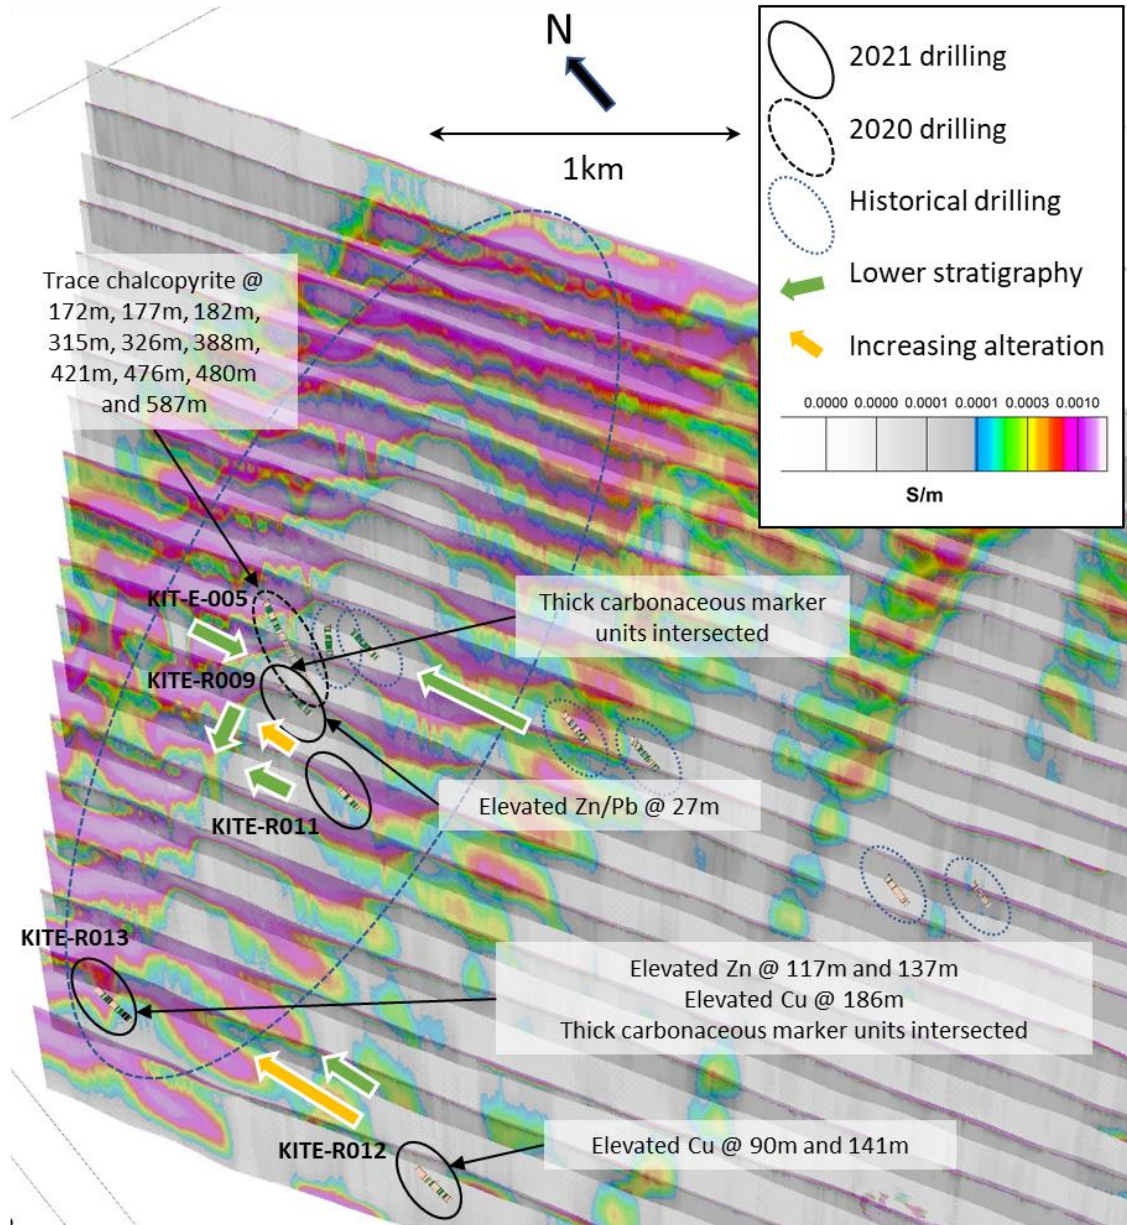 N
1km
2021 drilling
2020 drilling
Historical drilling
Lower stratigraphy
Increasing alteration
0.0000 0.0000 0.0001 0.0001 0.0003 0.0010
S/m
Trace chalcopyrite @
172m, 177m, 182m,
315m, 326m, 388m,
421m, 476m, 480m
and 587m
KIT-E-005
Thick carbonaceous marker
units intersected
KITE-R009
Elevated Zn/Pb @ 27m
KITE-R011
KITE-R013
Elevated Zn @ 117m and 137m
Elevated Cu @ 186m
Thick carbonaceous marker units intersected
KITE-R012
Elevated Cu @ 90m and 141m